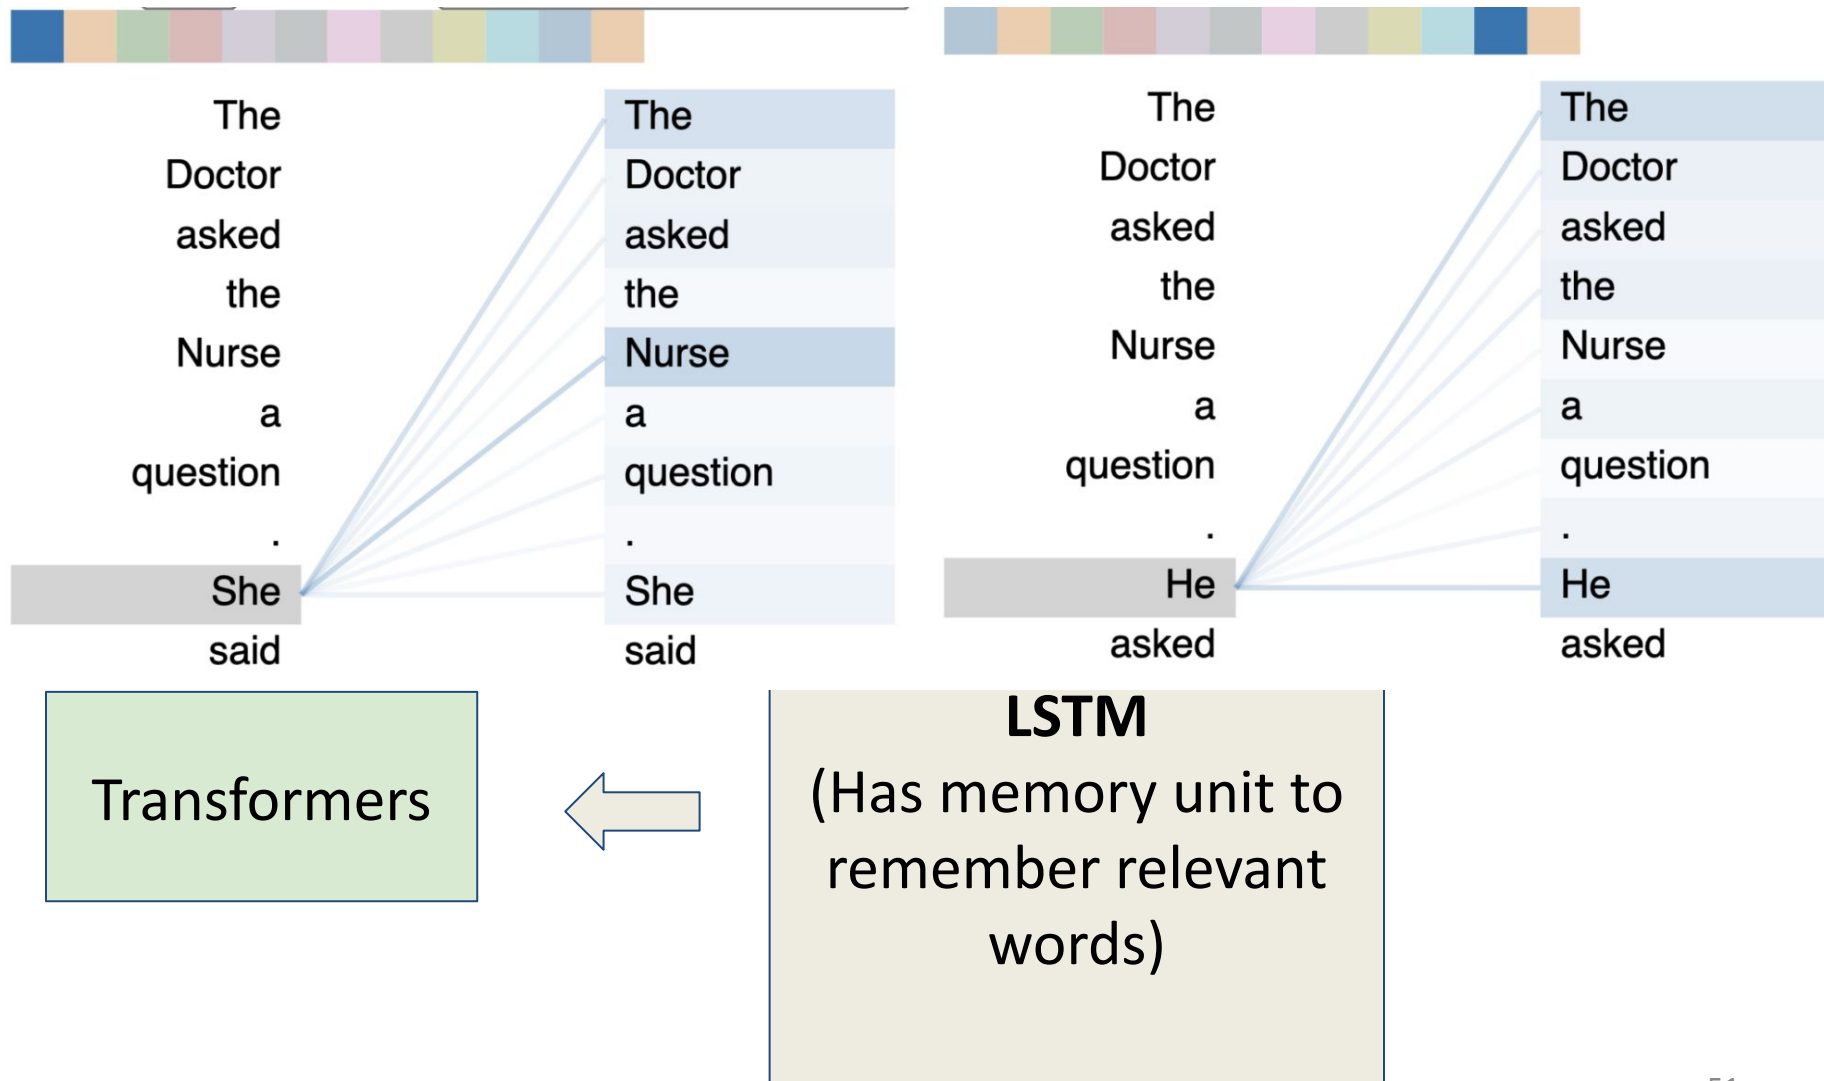 The The
Doctor Doctor
asked asked
the the
Nurse Nurse
a a
question question
. .
She She
said said
The The
Doctor Doctor
asked asked
the the
Nurse Nurse
a a
question question
. .
He He
asked asked
Transformers
LSTM
(Has memory unit to
remember relevant
words)